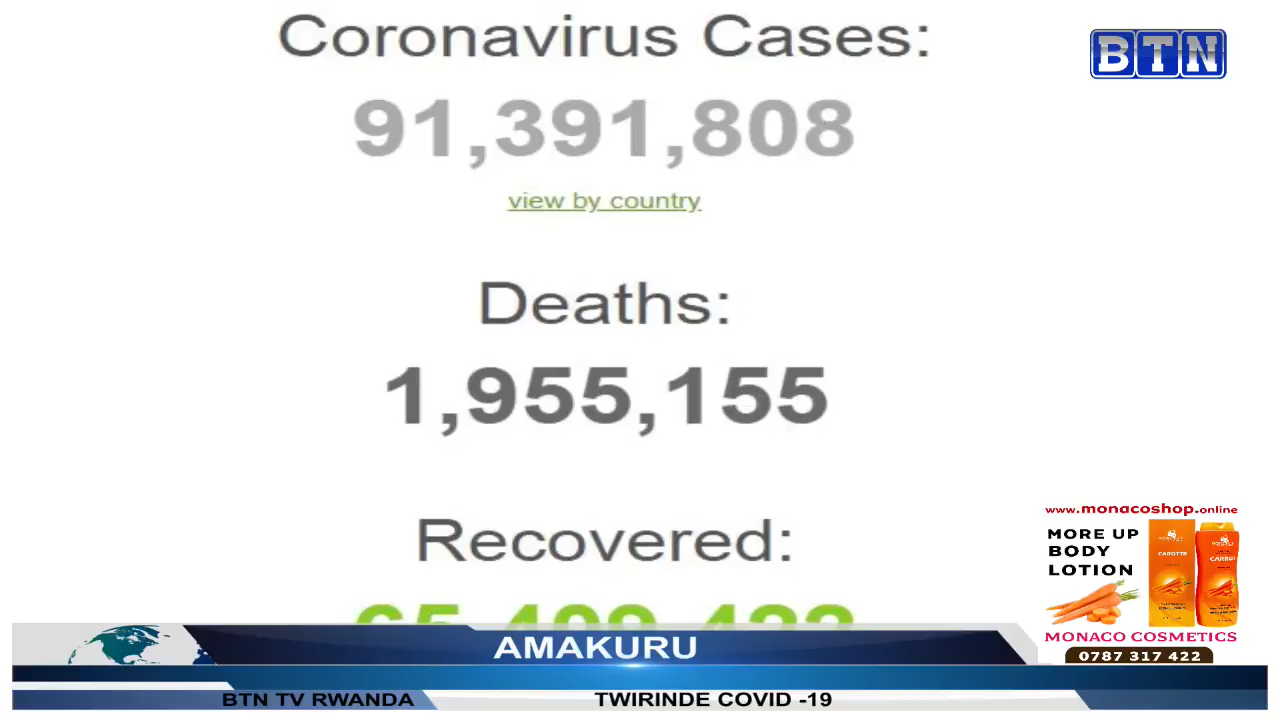 Coronavirus Cases:
BTN
91,391,808
view by country
Deaths:
1,955,155
Recovered:
www.monacoshop.online
MORE UP
BODY
LOTION
CAROTTE
MONACO COSMETICS
0787 317 422
AMAKURU
BTN TV RWANDA
TWIRINDE COVID -19